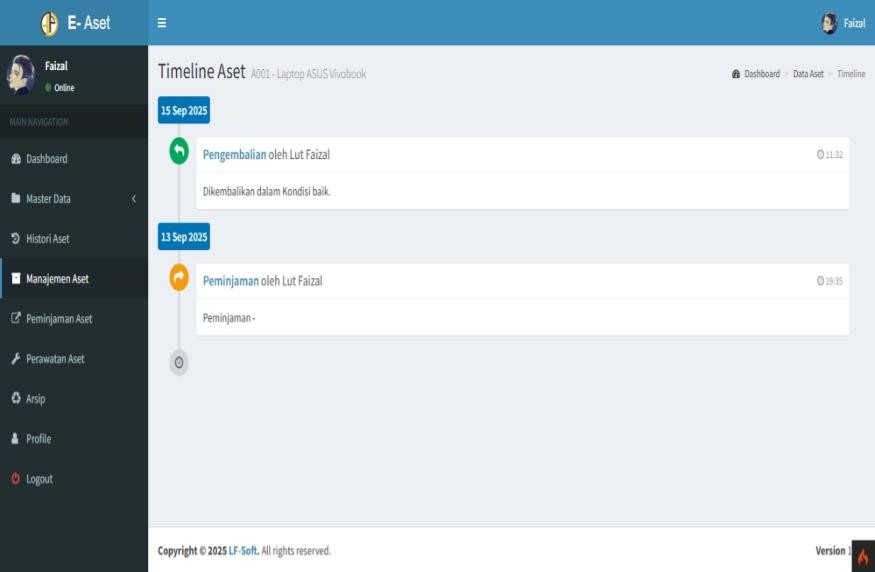 E- Aset
Faizal
Faizal
Online
MAIN NAVIGATION
Dashboard
Master Data
Histori Aset
Manajemen Aset
Peminjaman Aset
Perawatan Aset
Arsip
Profile
Logout
Timeline Aset A001 - Laptop ASUS Vivobook
Dashboard > Data Aset > Timeline
15 Sep 2025
Pengembalian oleh Lut Faizal 11:32
Dikembalikan dalam Kondisi baik.
13 Sep 2025
Peminjaman oleh Lut Faizal 19:35
Peminjaman -
Copyright © 2025 LF-Soft. All rights reserved.
Version